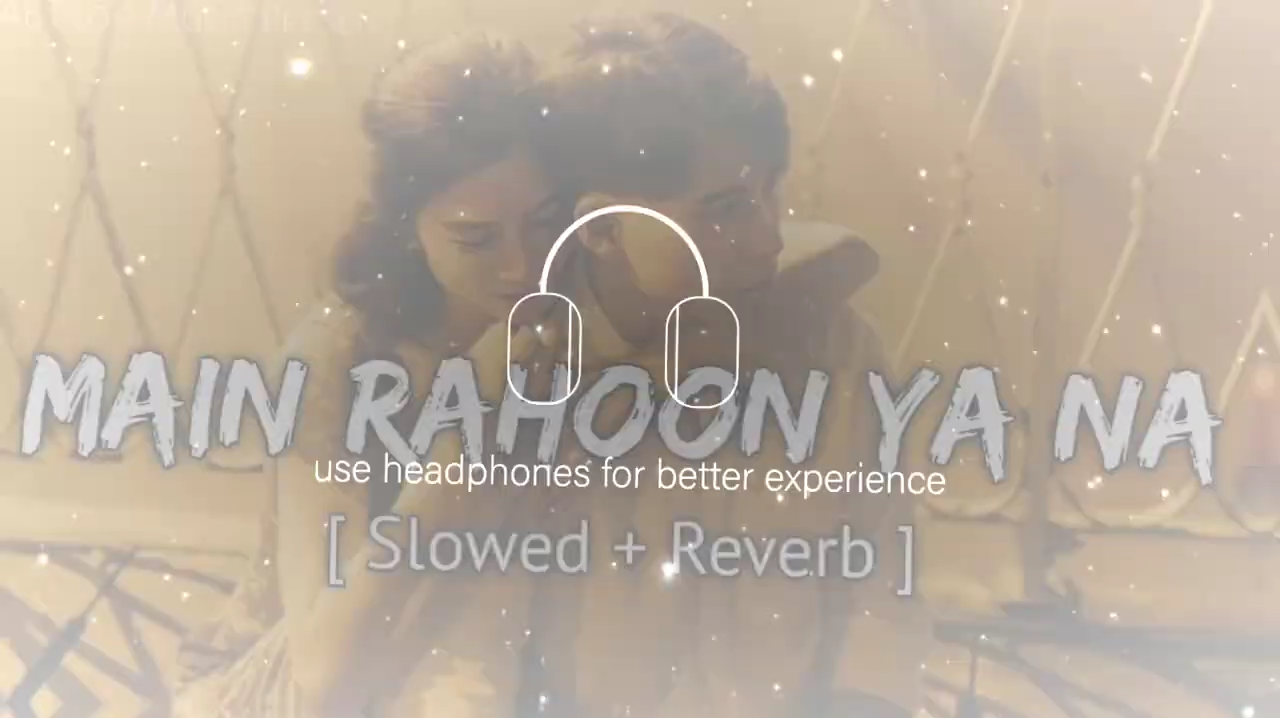 MAIN RAHOON YA NA
use headphones for better experience
[ Slowed + Reverb ]